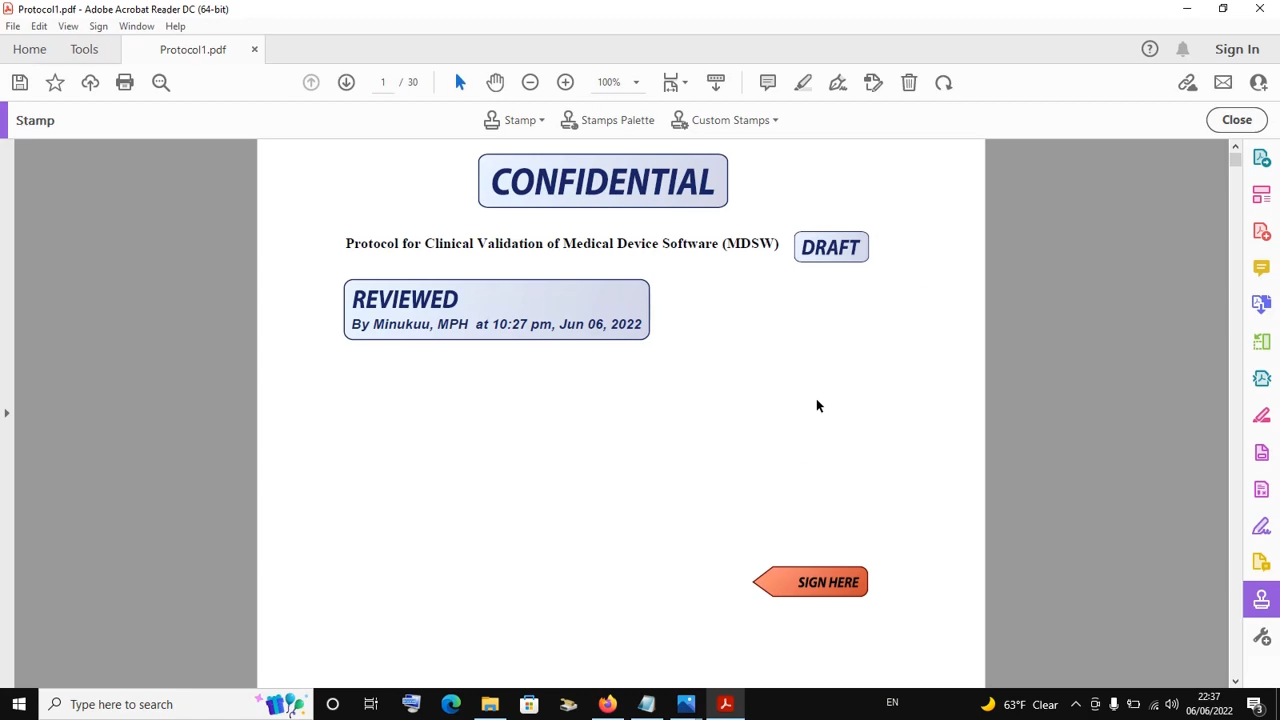 Protocol1.pdf - Adobe Acrobat Reader DC (64-bit)
File Edit View Sign Window Help
Home Tools Protocol1.pdf Sign In
1 / 30 100%
Stamp Stamp Stamps Palette Custom Stamps Close
CONFIDENTIAL
Protocol for Clinical Validation of Medical Device Software (MDSW) DRAFT
REVIEWED
By Minukuu, MPH at 10:27 pm, Jun 06, 2022
SIGN HERE
Type here to search EN 63°F Clear 22:37
06/06/2022 3